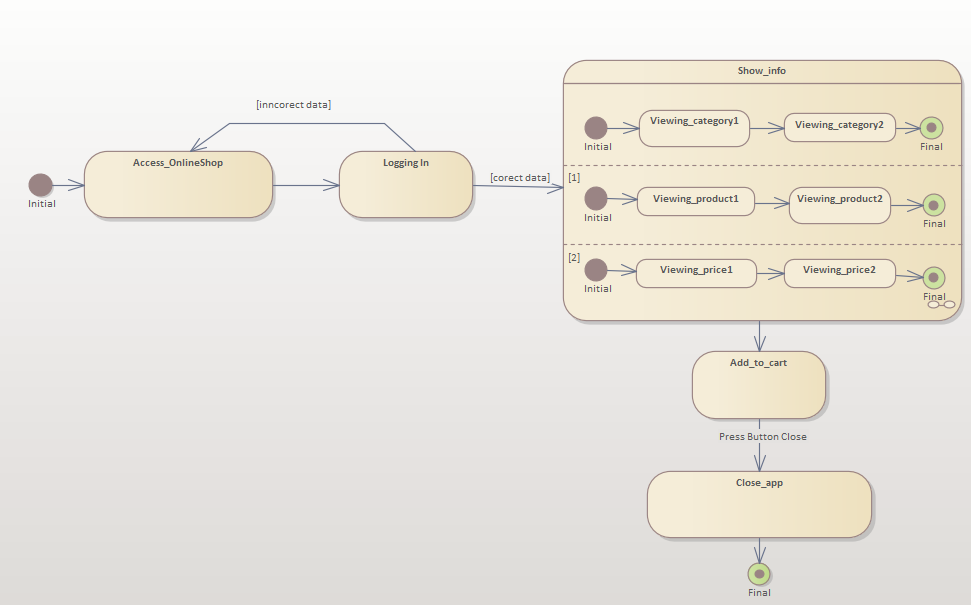 Show_info
[inncorect data]
Viewing_category1
Viewing_category2
Initial
Final
Access_OnlineShop
Logging In
[corect data]
[1]
Initial
Viewing_product1
Viewing_product2
Initial
Final
[2]
Viewing_price1
Viewing_price2
Initial
Final
Add_to_cart
Press Button Close
Close_app
Final